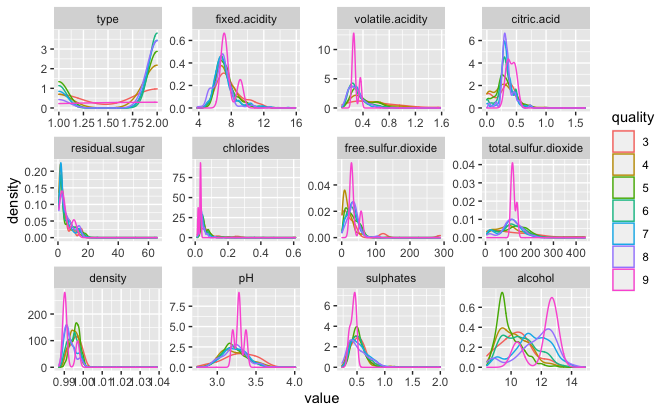 type fixed.acidity volatile.acidity citric.acid
3 2 1 0
0.6 0.4 0.2 0.0
10 5 0
6 4 2 0
1.00 1.25 1.50 1.75 2.00
4 8 12 16
0.4 0.8 1.2 1.6
0.0 0.5 1.0 1.5
residual.sugar chlorides free.sulfur.dioxide total.sulfur.dioxide
0.20 0.15 0.10 0.05 0.00
75 50 25 0
0.04 0.02 0.00
0.04 0.03 0.02 0.01 0.00
0 20 40 60
0.0 0.2 0.4 0.6
0 100 200 300
0 100 200 300 400
density pH sulphates alcohol
200 100 0
7.5 5.0 2.5 0.0
6 4 2 0
0.6 0.4 0.2 0.0
0.99 1.00 1.01 1.02 1.03 1.04
3.0 3.5 4.0
0.5 1.0 1.5 2.0
10 12 14
density
value
quality
3
4
5
6
7
8
9